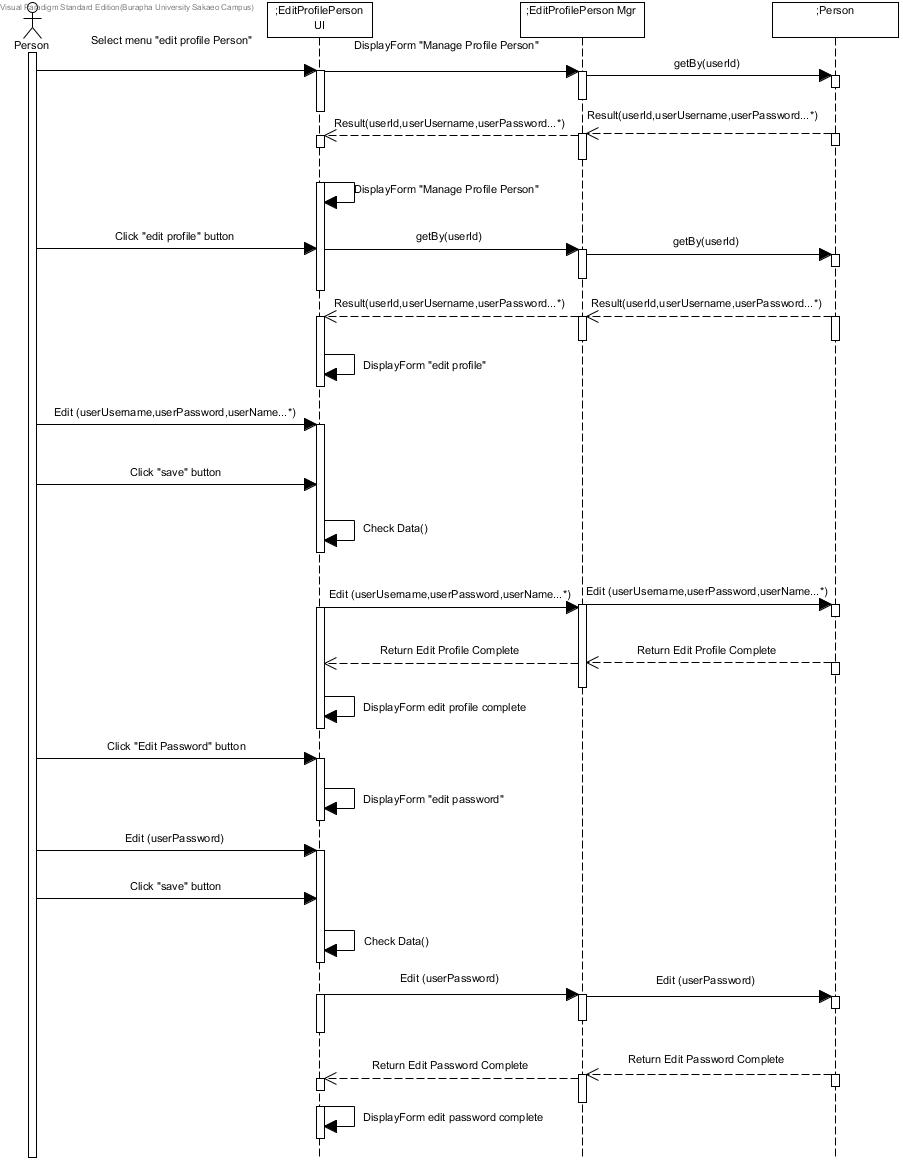 Visual Paradigm Standard Edition(Burapha University Sakaeo Campus)
;EditProfilePerson
UI
;EditProfilePerson Mgr
;Person
Person
Select menu "edit profile Person"
DisplayForm "Manage Profile Person"
getBy(userId)
Result(userId,userUsername,userPassword...*)
Result(userId,userUsername,userPassword...*)
DisplayForm "Manage Profile Person"
Click "edit profile" button
getBy(userId)
getBy(userId)
Result(userId,userUsername,userPassword...*)
Result(userId,userUsername,userPassword...*)
DisplayForm "edit profile"
Edit (userUsername,userPassword,userName...*)
Click "save" button
Check Data()
Edit (userUsername,userPassword,userName...*)
Edit (userUsername,userPassword,userName...*)
Return Edit Profile Complete
Return Edit Profile Complete
DisplayForm edit profile complete
Click "Edit Password" button
DisplayForm "edit password"
Edit (userPassword)
Click "save" button
Check Data()
Edit (userPassword)
Edit (userPassword)
Return Edit Password Complete
Return Edit Password Complete
DisplayForm edit password complete